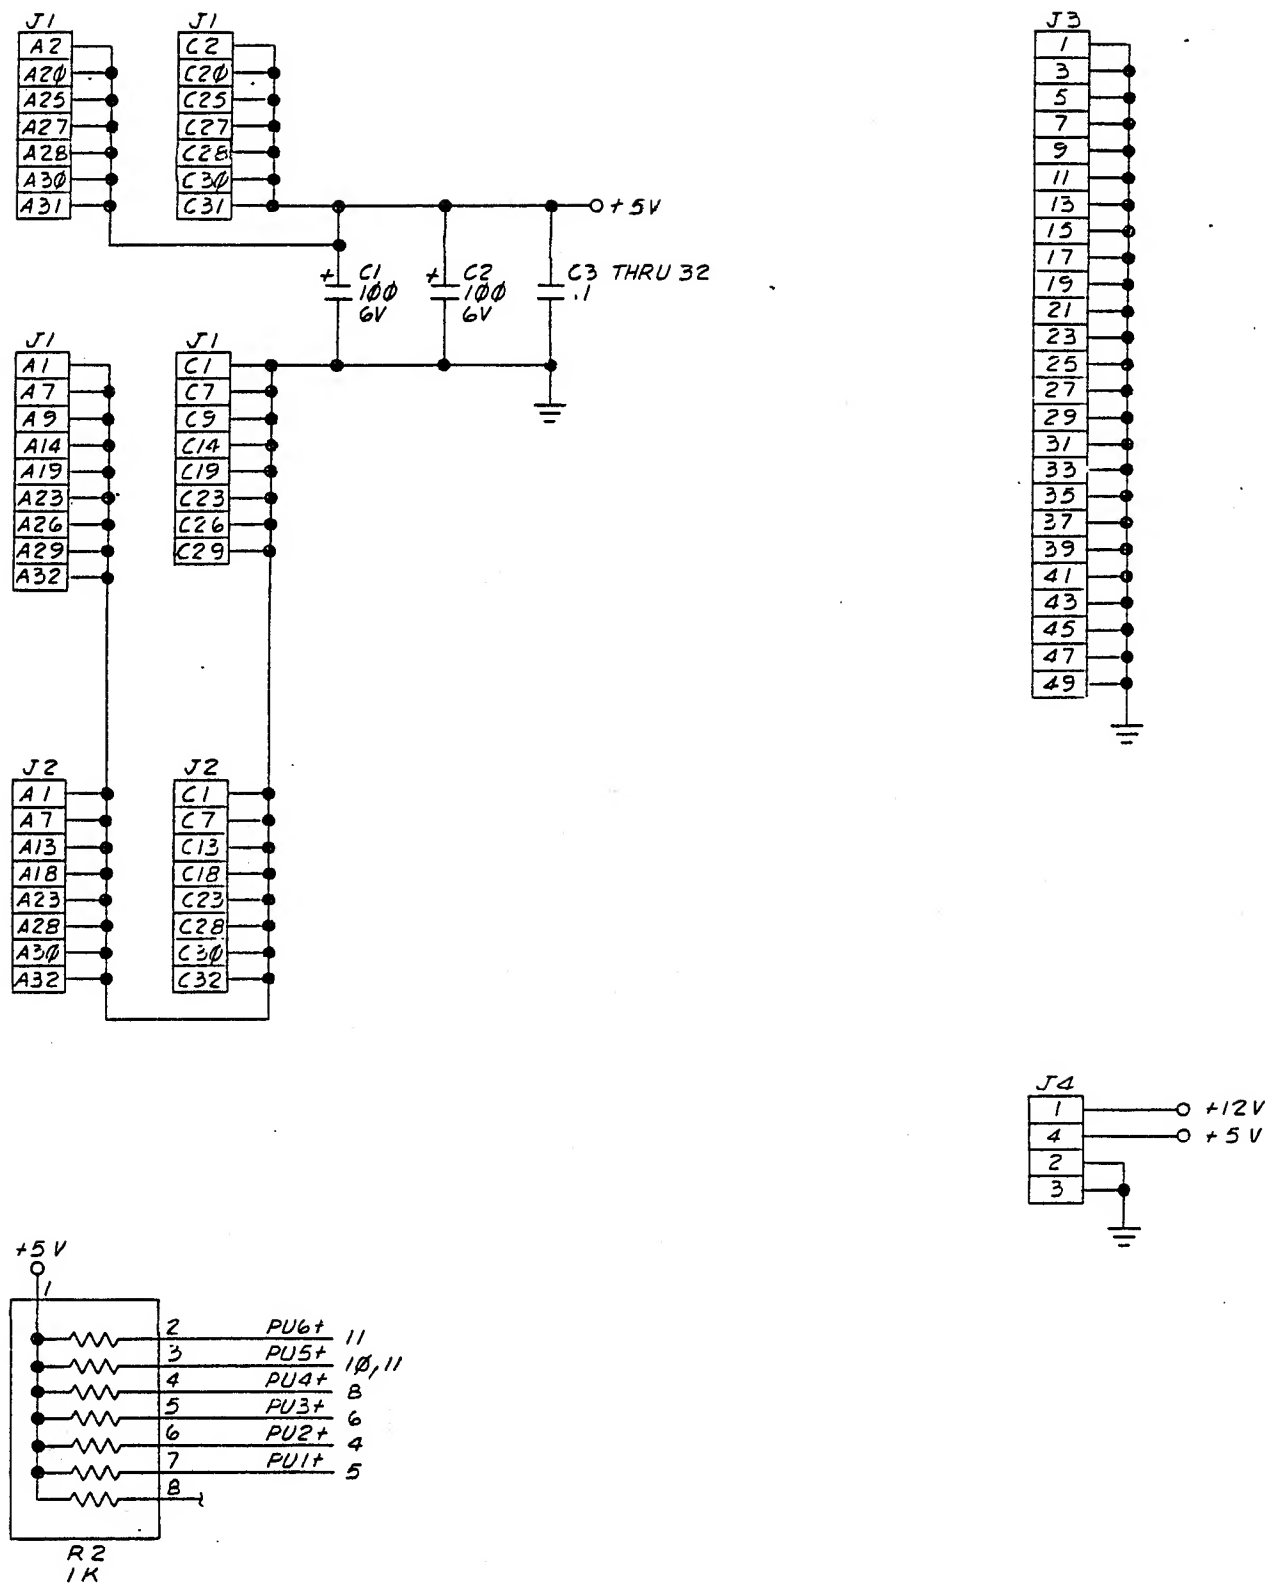 J1
A2
A2Ø
A25
A27
A28
A3Ø
A31
J1
C2
C2Ø
C25
C27
C28
C3Ø
C31
+5V
+ C1
1ØØ
6V
+ C2
1ØØ
6V
C3 THRU 32
.1
J1
A1
A7
A9
A14
A19
A23
A26
A29
A32
J1
C1
C7
C9
C14
C19
C23
C26
C29
J2
A1
A7
A13
A18
A23
A28
A3Ø
A32
J2
C1
C7
C13
C18
C23
C28
C3Ø
C32
J3
1
3
5
7
9
11
13
15
17
19
21
23
25
27
29
31
33
35
37
39
41
43
45
47
49
J4
1 +12V
4 +5V
2
3
+5V
1
2 PU6+ 11
3 PU5+ 1Ø,11
4 PU4+ 8
5 PU3+ 6
6 PU2+ 4
7 PU1+ 5
8
R2
1K